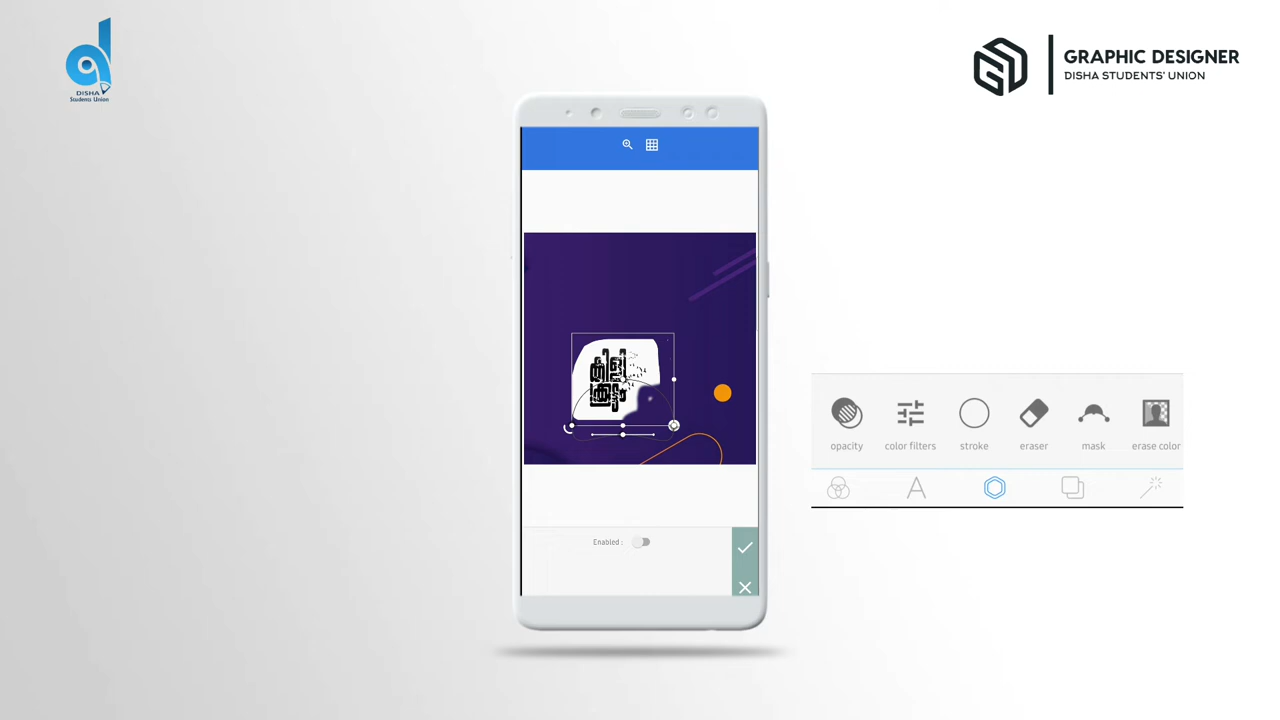 DISHA
Students Union
GRAPHIC DESIGNER
DISHA STUDENTS' UNION
കിളി
ക്കൂട്ടം
Enabled :
opacity
color filters
stroke
eraser
mask
erase color